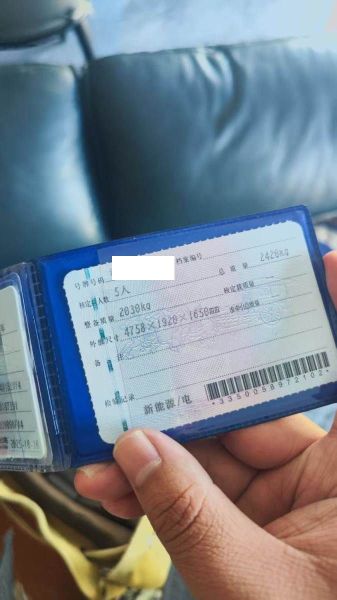 号牌号码 档案编号
核定载人数 5人 总质量 2428kg
整备质量 2030kg 核定载质量
外廓尺寸 4758×1920×1650mm 准牵引总质量
备注
检验记录
新能源/电
*3350058972102*